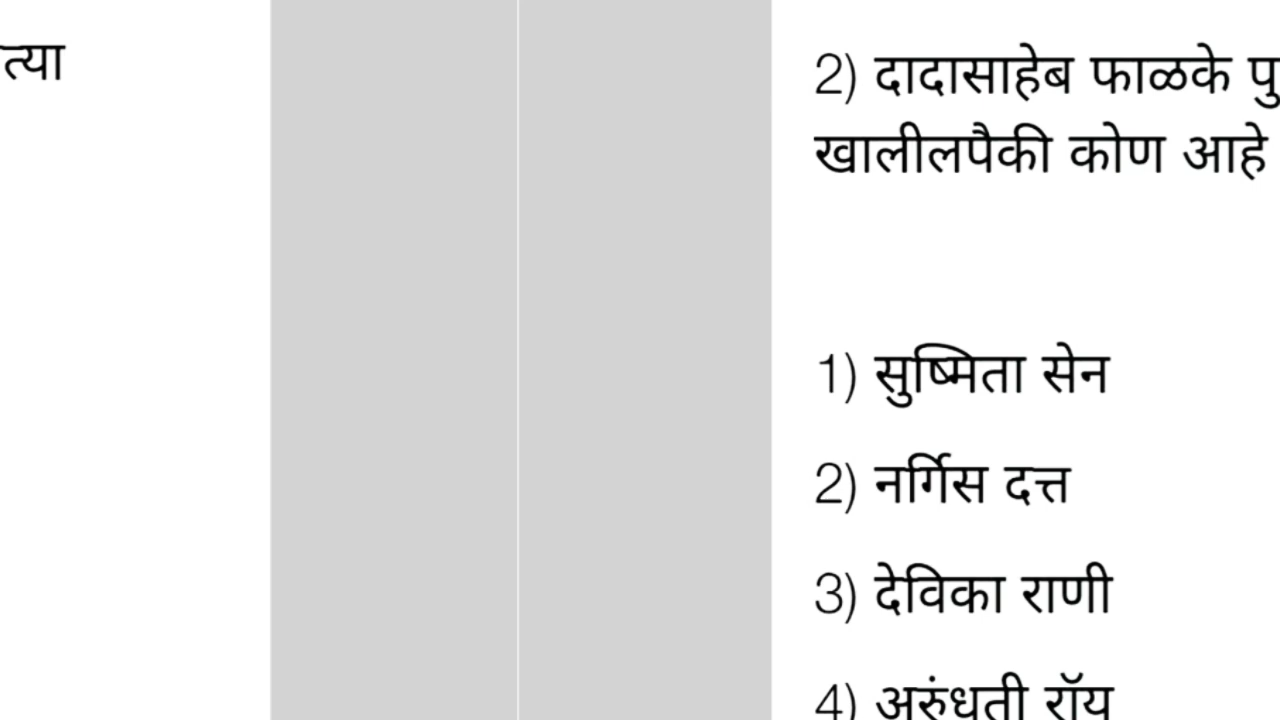 त्या
2) दादासाहेब फाळके
खालीलपैकी कोण आहे
1) सुष्मिता सेन
2) नर्गिस दत्त
3) देविका राणी
4) अरुंधती रॉय